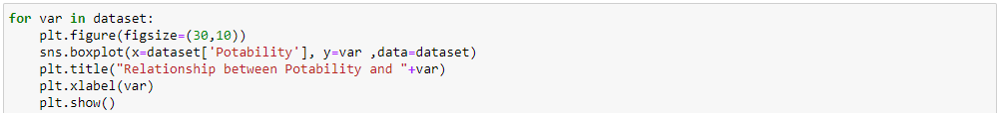 for var in dataset:
    plt.figure(figsize=(30,10))
    sns.boxplot(x=dataset['Potability'], y=var ,data=dataset)
    plt.title("Relationship between Potability and "+var)
    plt.xlabel(var)
    plt.show()